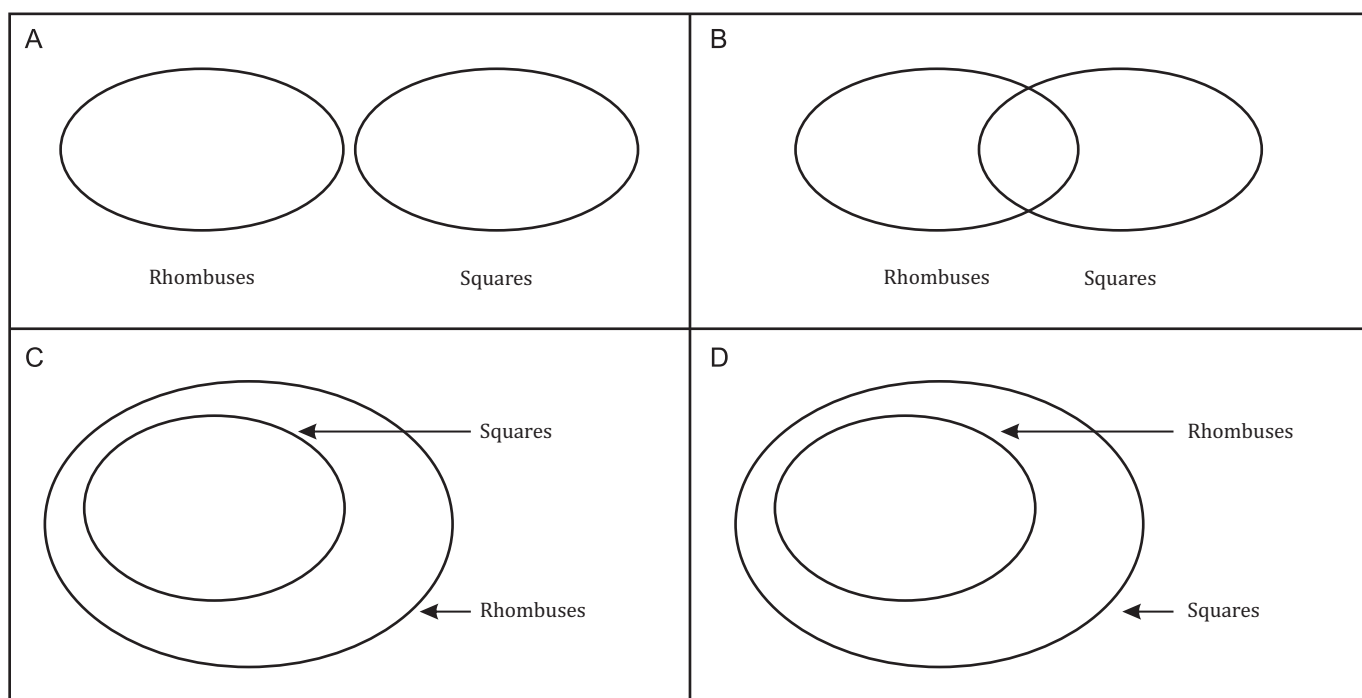 A
Rhombuses
Squares
B
Rhombuses
Squares
C
Squares
Rhombuses
D
Rhombuses
Squares